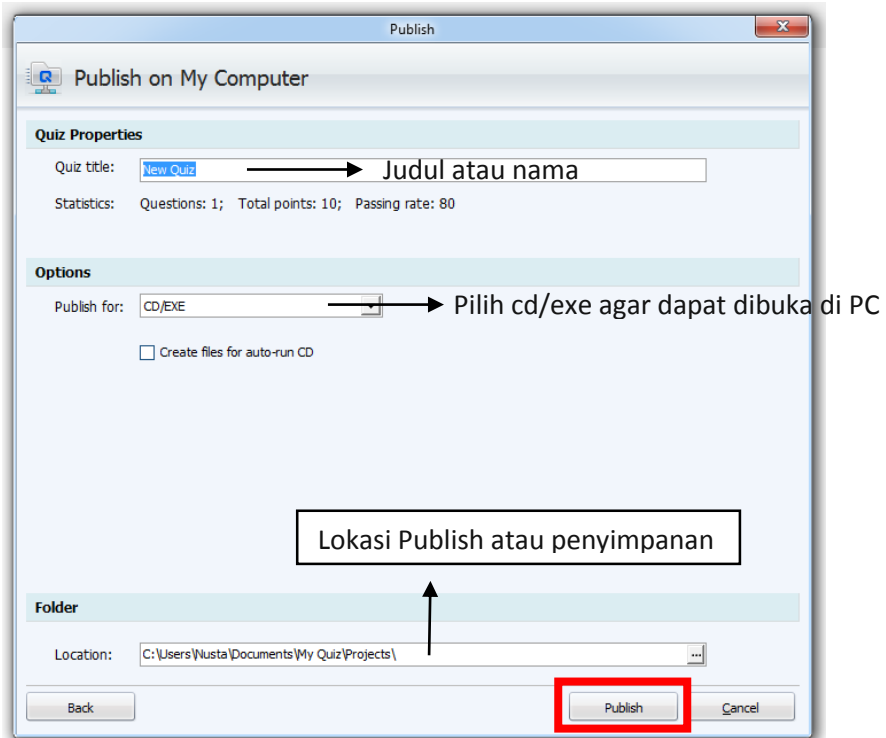 Publish
Publish on My Computer
Quiz Properties
Quiz title: New Quiz Judul atau nama
Statistics: Questions: 1; Total points: 10; Passing rate: 80
Options
Publish for: CD/EXE Pilih cd/exe agar dapat dibuka di PC
Create files for auto-run CD
Lokasi Publish atau penyimpanan
Folder
Location: C:\Users\Nusta\Documents\My Quiz\Projects\ ...
Back Publish Cancel